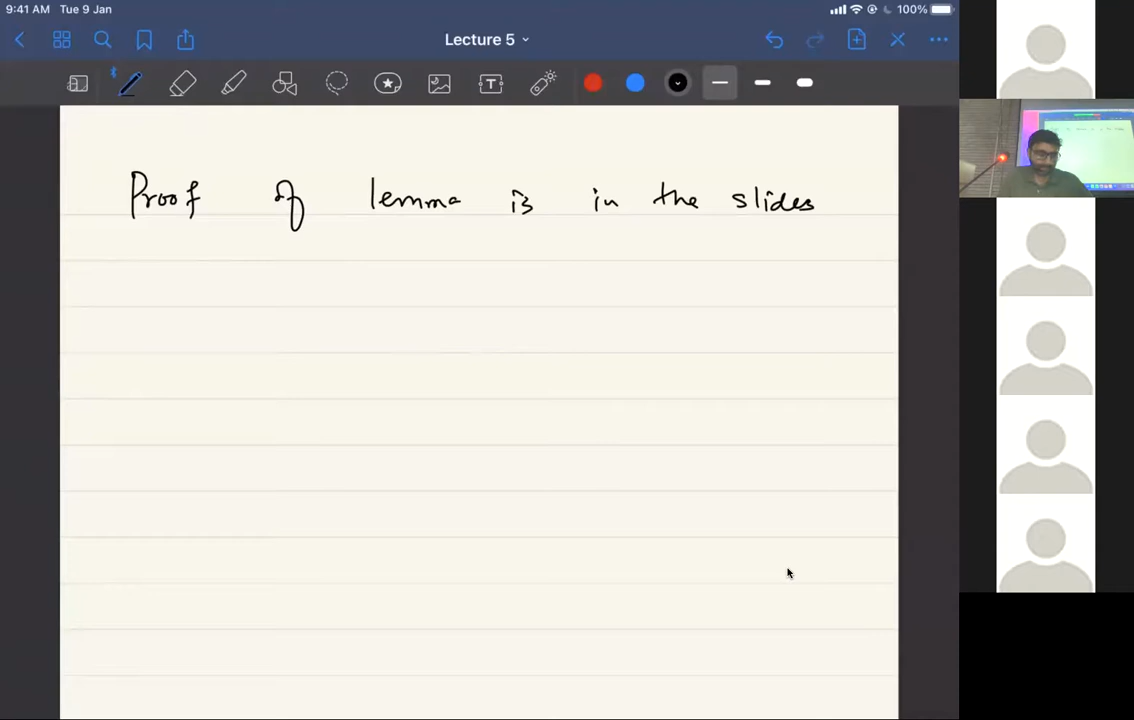 9:41 AM Tue 9 Jan
100%
Lecture 5
T
Proof of lemma is in the slides